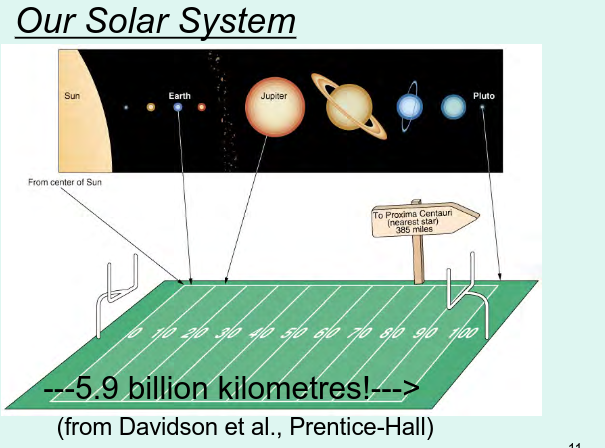 Our Solar System
Sun
Earth
Jupiter
Pluto
From center of Sun
To Proxima Centauri
(nearest star)
385 miles
0 10 20 30 40 50 60 70 80 90 100
---5.9 billion kilometres!--->
(from Davidson et al., Prentice-Hall)
11